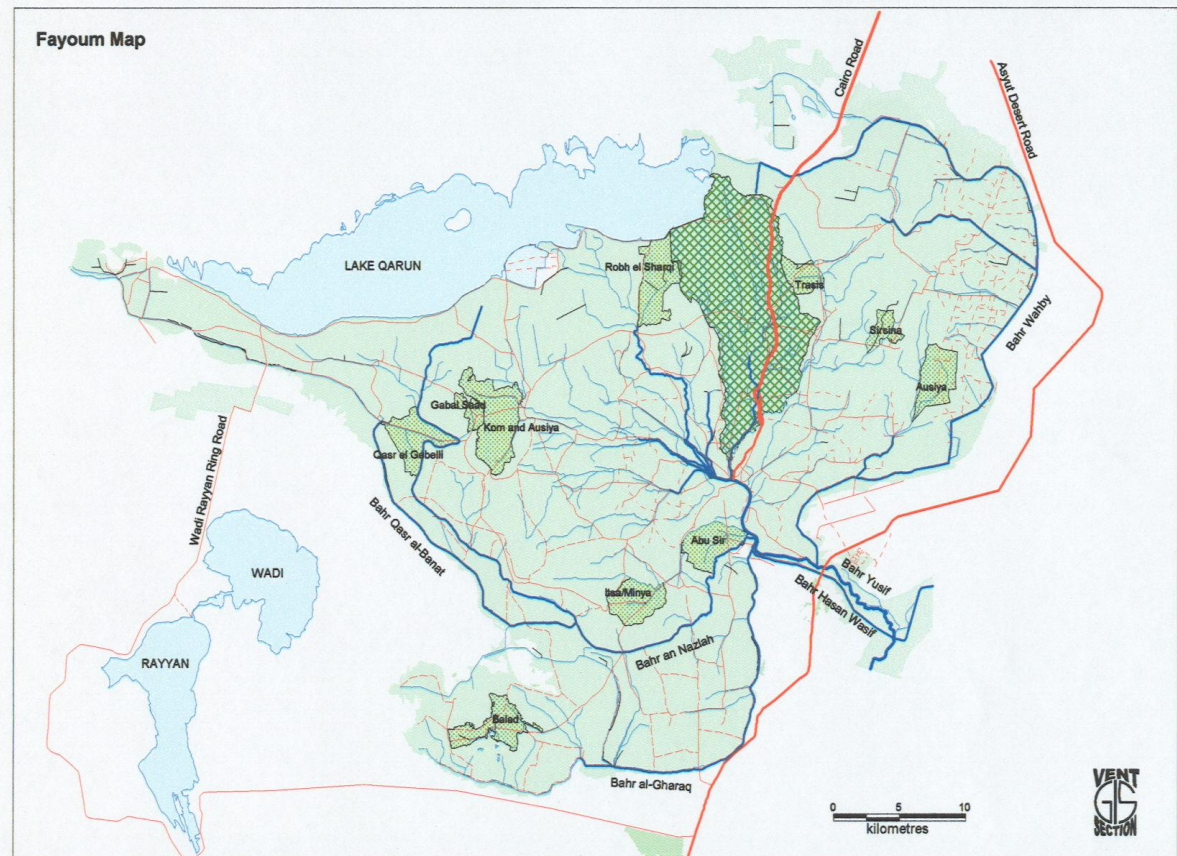 Fayoum Map
Cairo Road
Asyut Desert Road
LAKE QARUN
Robh el Sharqi
Trasis
Sirsina
Bahr Wahby
Ausiya
Gabal Saad
Kom and Ausiya
Qasr el Gebelli
Wadi Rayyan Ring Road
Bahr Qasr al-Banat
Abu Sir
WADI
Bahr Yusif
Bahr Hasan Wasif
Itsa/Minya
Bahr an Nazlah
RAYYAN
Balad
Bahr al-Gharaq
0 5 10
kilometres
VENT
GIS
SECTION